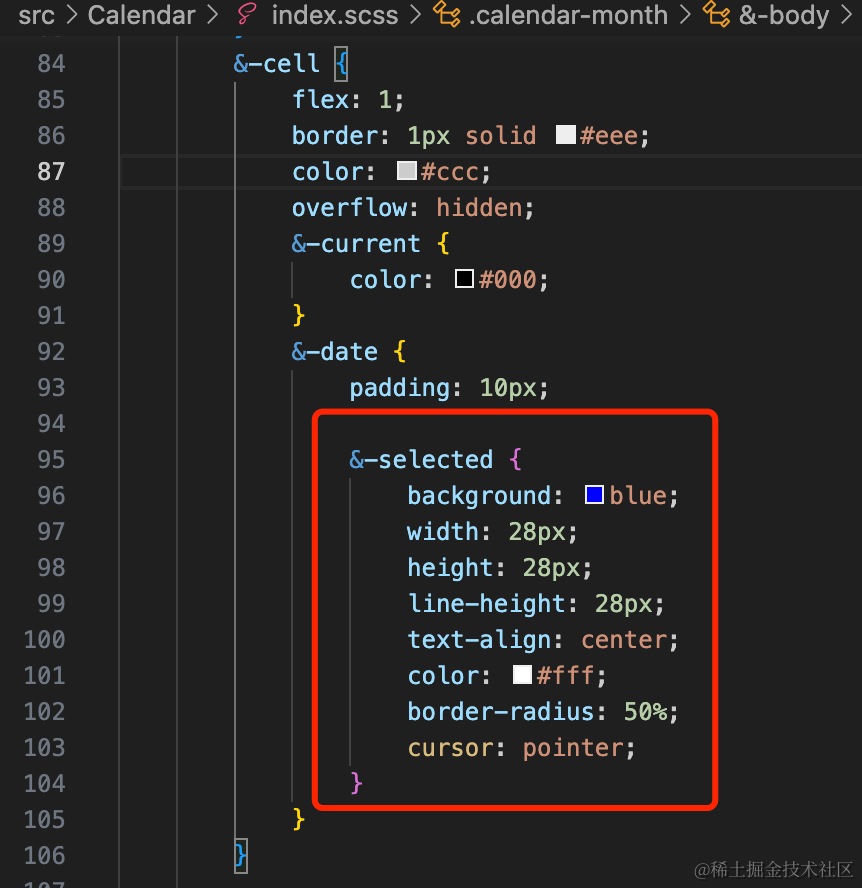 src > Calendar > index.scss > .calendar-month > &-body >
84 &-cell {
85 flex: 1;
86 border: 1px solid #eee;
87 color: #ccc;
88 overflow: hidden;
89 &-current {
90 color: #000;
91 }
92 &-date {
93 padding: 10px;
94
95 &-selected {
96 background: blue;
97 width: 28px;
98 height: 28px;
99 line-height: 28px;
100 text-align: center;
101 color: #fff;
102 border-radius: 50%;
103 cursor: pointer;
104 }
105 }
106 }
@稀土掘金技术社区